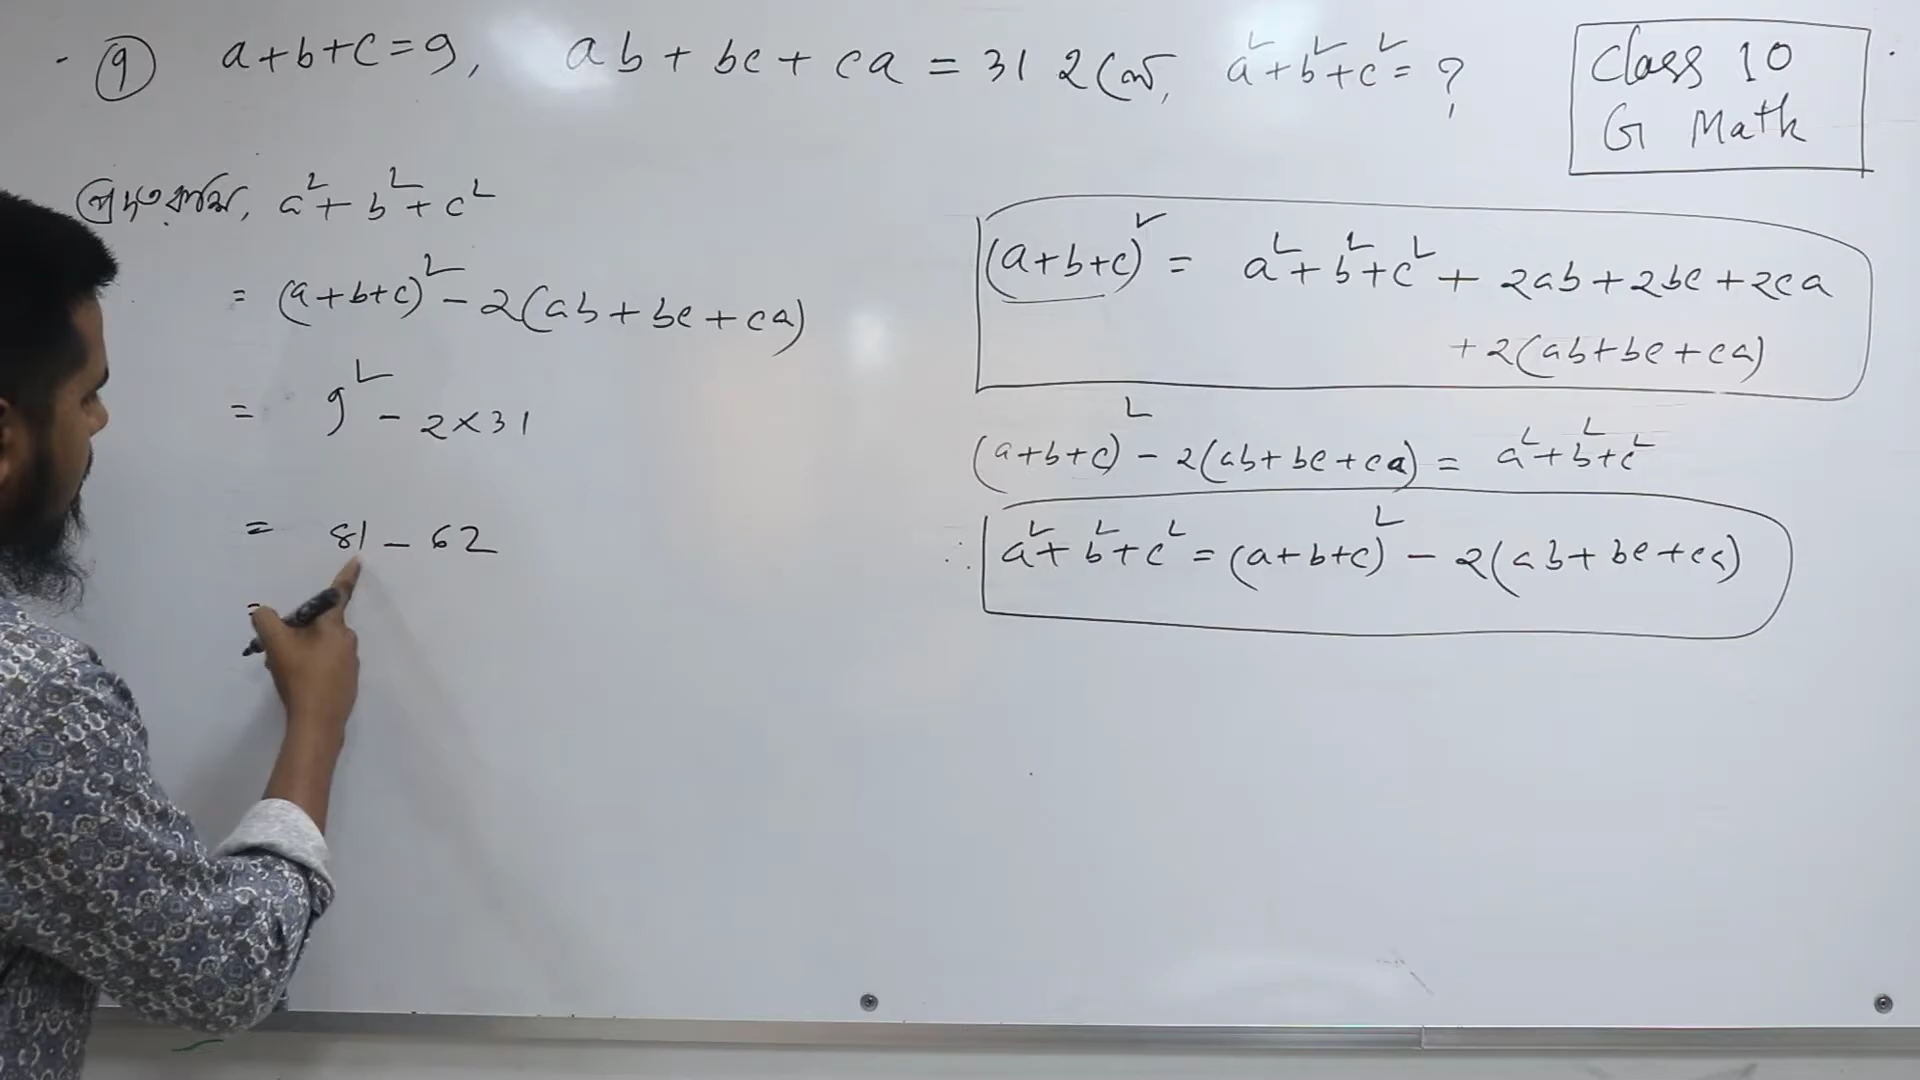 ⑨ a+b+c=9, ab+bc+ca=31 হলে, a²+b²+c²=?
Class 10
G Math
প্রদত্ত রাশি, a²+b²+c²
= (a+b+c)² - 2(ab+bc+ca)
= 9² - 2×31
= 81 - 62
=
(a+b+c)² = a²+b²+c² + 2ab+2bc+2ca
+2(ab+bc+ca)
(a+b+c)² - 2(ab+bc+ca) = a²+b²+c²
∴ a²+b²+c² = (a+b+c)² - 2(ab+bc+ca)